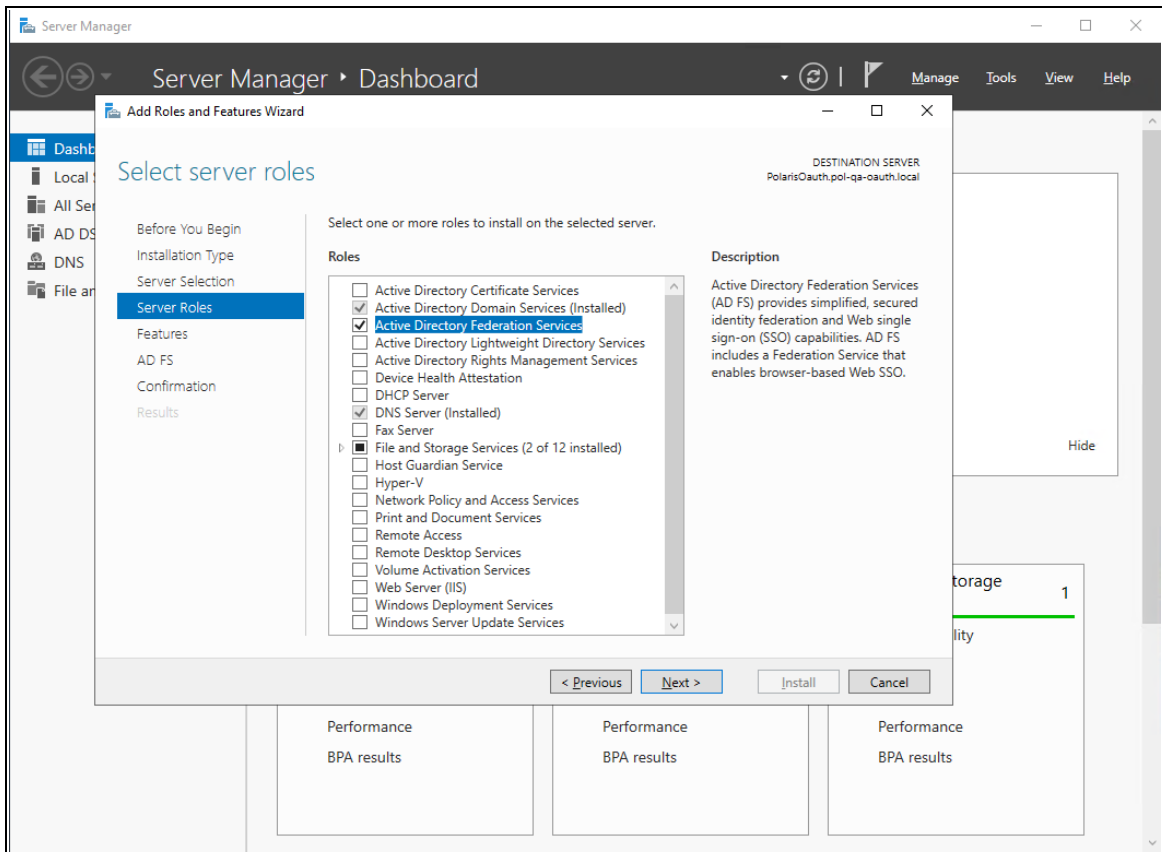 Server Manager
Server Manager • Dashboard
Manage Tools View Help
Add Roles and Features Wizard
Dashb
Local
All Ser
AD DS
DNS
File an
Select server roles
DESTINATION SERVER
PolarisOauth.pol-qa-oauth.local
Before You Begin
Installation Type
Server Selection
Server Roles
Features
AD FS
Confirmation
Results
Select one or more roles to install on the selected server.
Roles
Active Directory Certificate Services
Active Directory Domain Services (Installed)
Active Directory Federation Services
Active Directory Lightweight Directory Services
Active Directory Rights Management Services
Device Health Attestation
DHCP Server
DNS Server (Installed)
Fax Server
File and Storage Services (2 of 12 installed)
Host Guardian Service
Hyper-V
Network Policy and Access Services
Print and Document Services
Remote Access
Remote Desktop Services
Volume Activation Services
Web Server (IIS)
Windows Deployment Services
Windows Server Update Services
Description
Active Directory Federation Services
(AD FS) provides simplified, secured
identity federation and Web single
sign-on (SSO) capabilities. AD FS
includes a Federation Service that
enables browser-based Web SSO.
Hide
torage
1
lity
< Previous Next > Install Cancel
Performance
BPA results
Performance
BPA results
Performance
BPA results